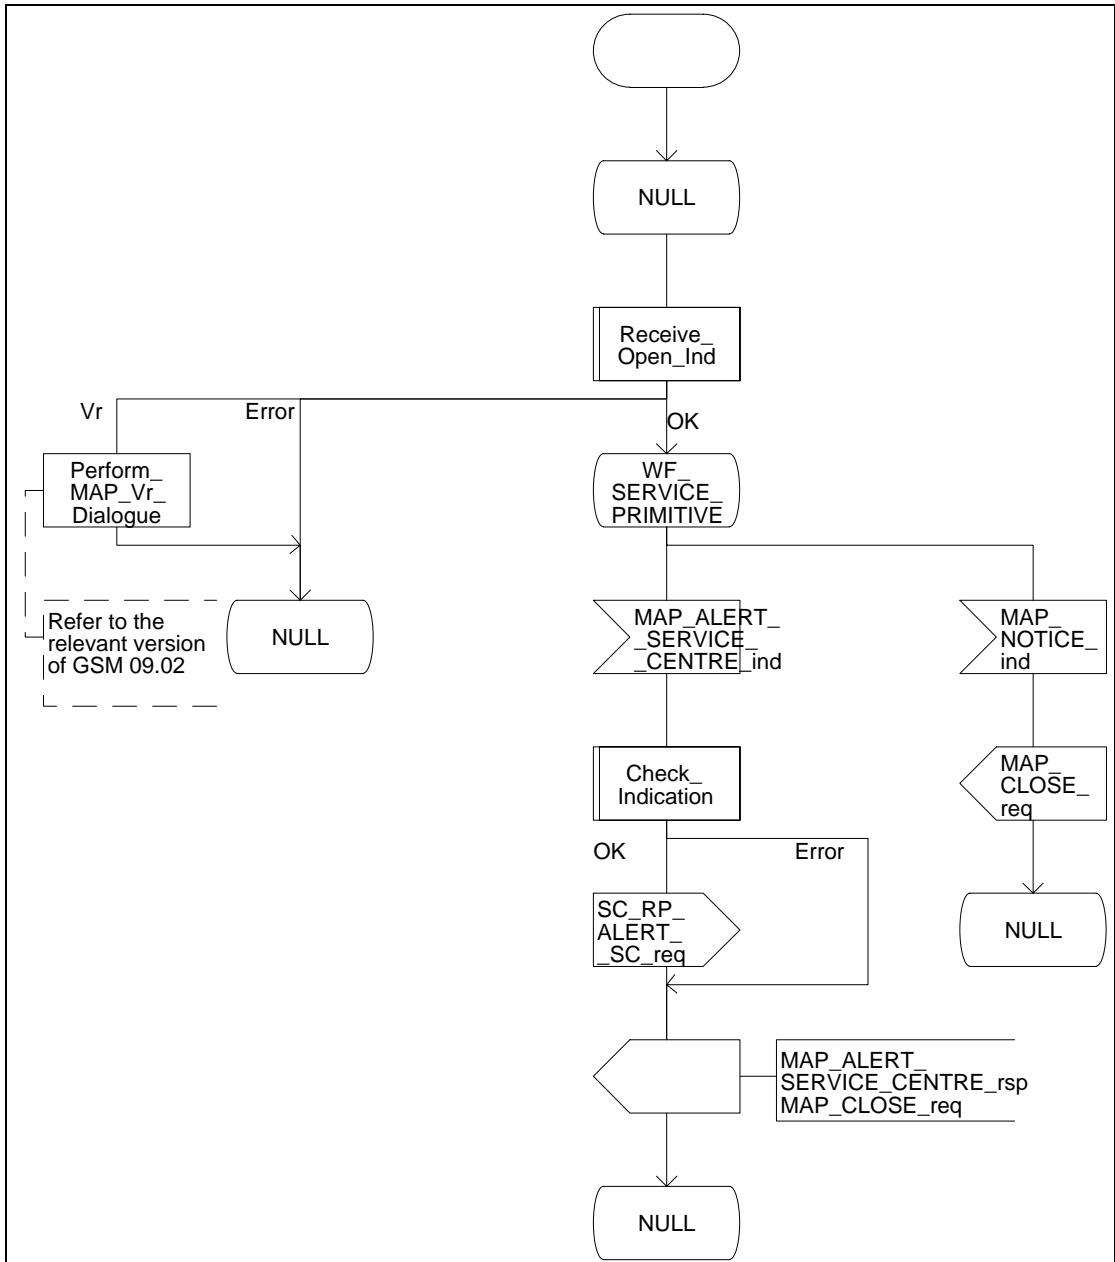 NULL
Receive_
Open_Ind
Vr
Error
OK
Perform_
MAP_Vr_
Dialogue
WF_
SERVICE_
PRIMITIVE
Refer to the
relevant version
of GSM 09.02
NULL
MAP_ALERT_
_SERVICE_
_CENTRE_ind
MAP_
NOTICE_
ind
Check_
Indication
MAP_
CLOSE_
req
OK
Error
SC_RP_
ALERT_
_SC_req
NULL
MAP_ALERT_
SERVICE_CENTRE_rsp
MAP_CLOSE_req
NULL